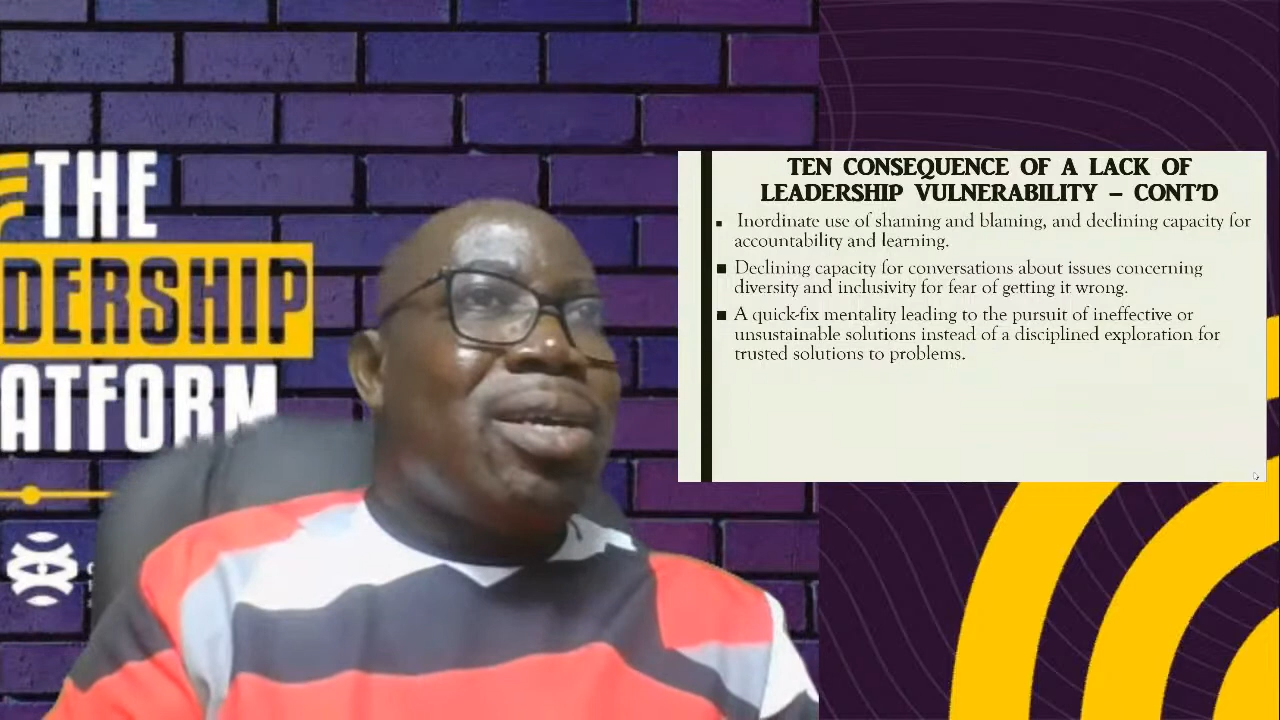 THE
DERSHIP
ATFORM
TEN CONSEQUENCE OF A LACK OF
LEADERSHIP VULNERABILITY – CONT'D
▪ Inordinate use of shaming and blaming, and declining capacity for
accountability and learning.
■ Declining capacity for conversations about issues concerning
diversity and inclusivity for fear of getting it wrong.
■ A quick-fix mentality leading to the pursuit of ineffective or
unsustainable solutions instead of a disciplined exploration for
trusted solutions to problems.